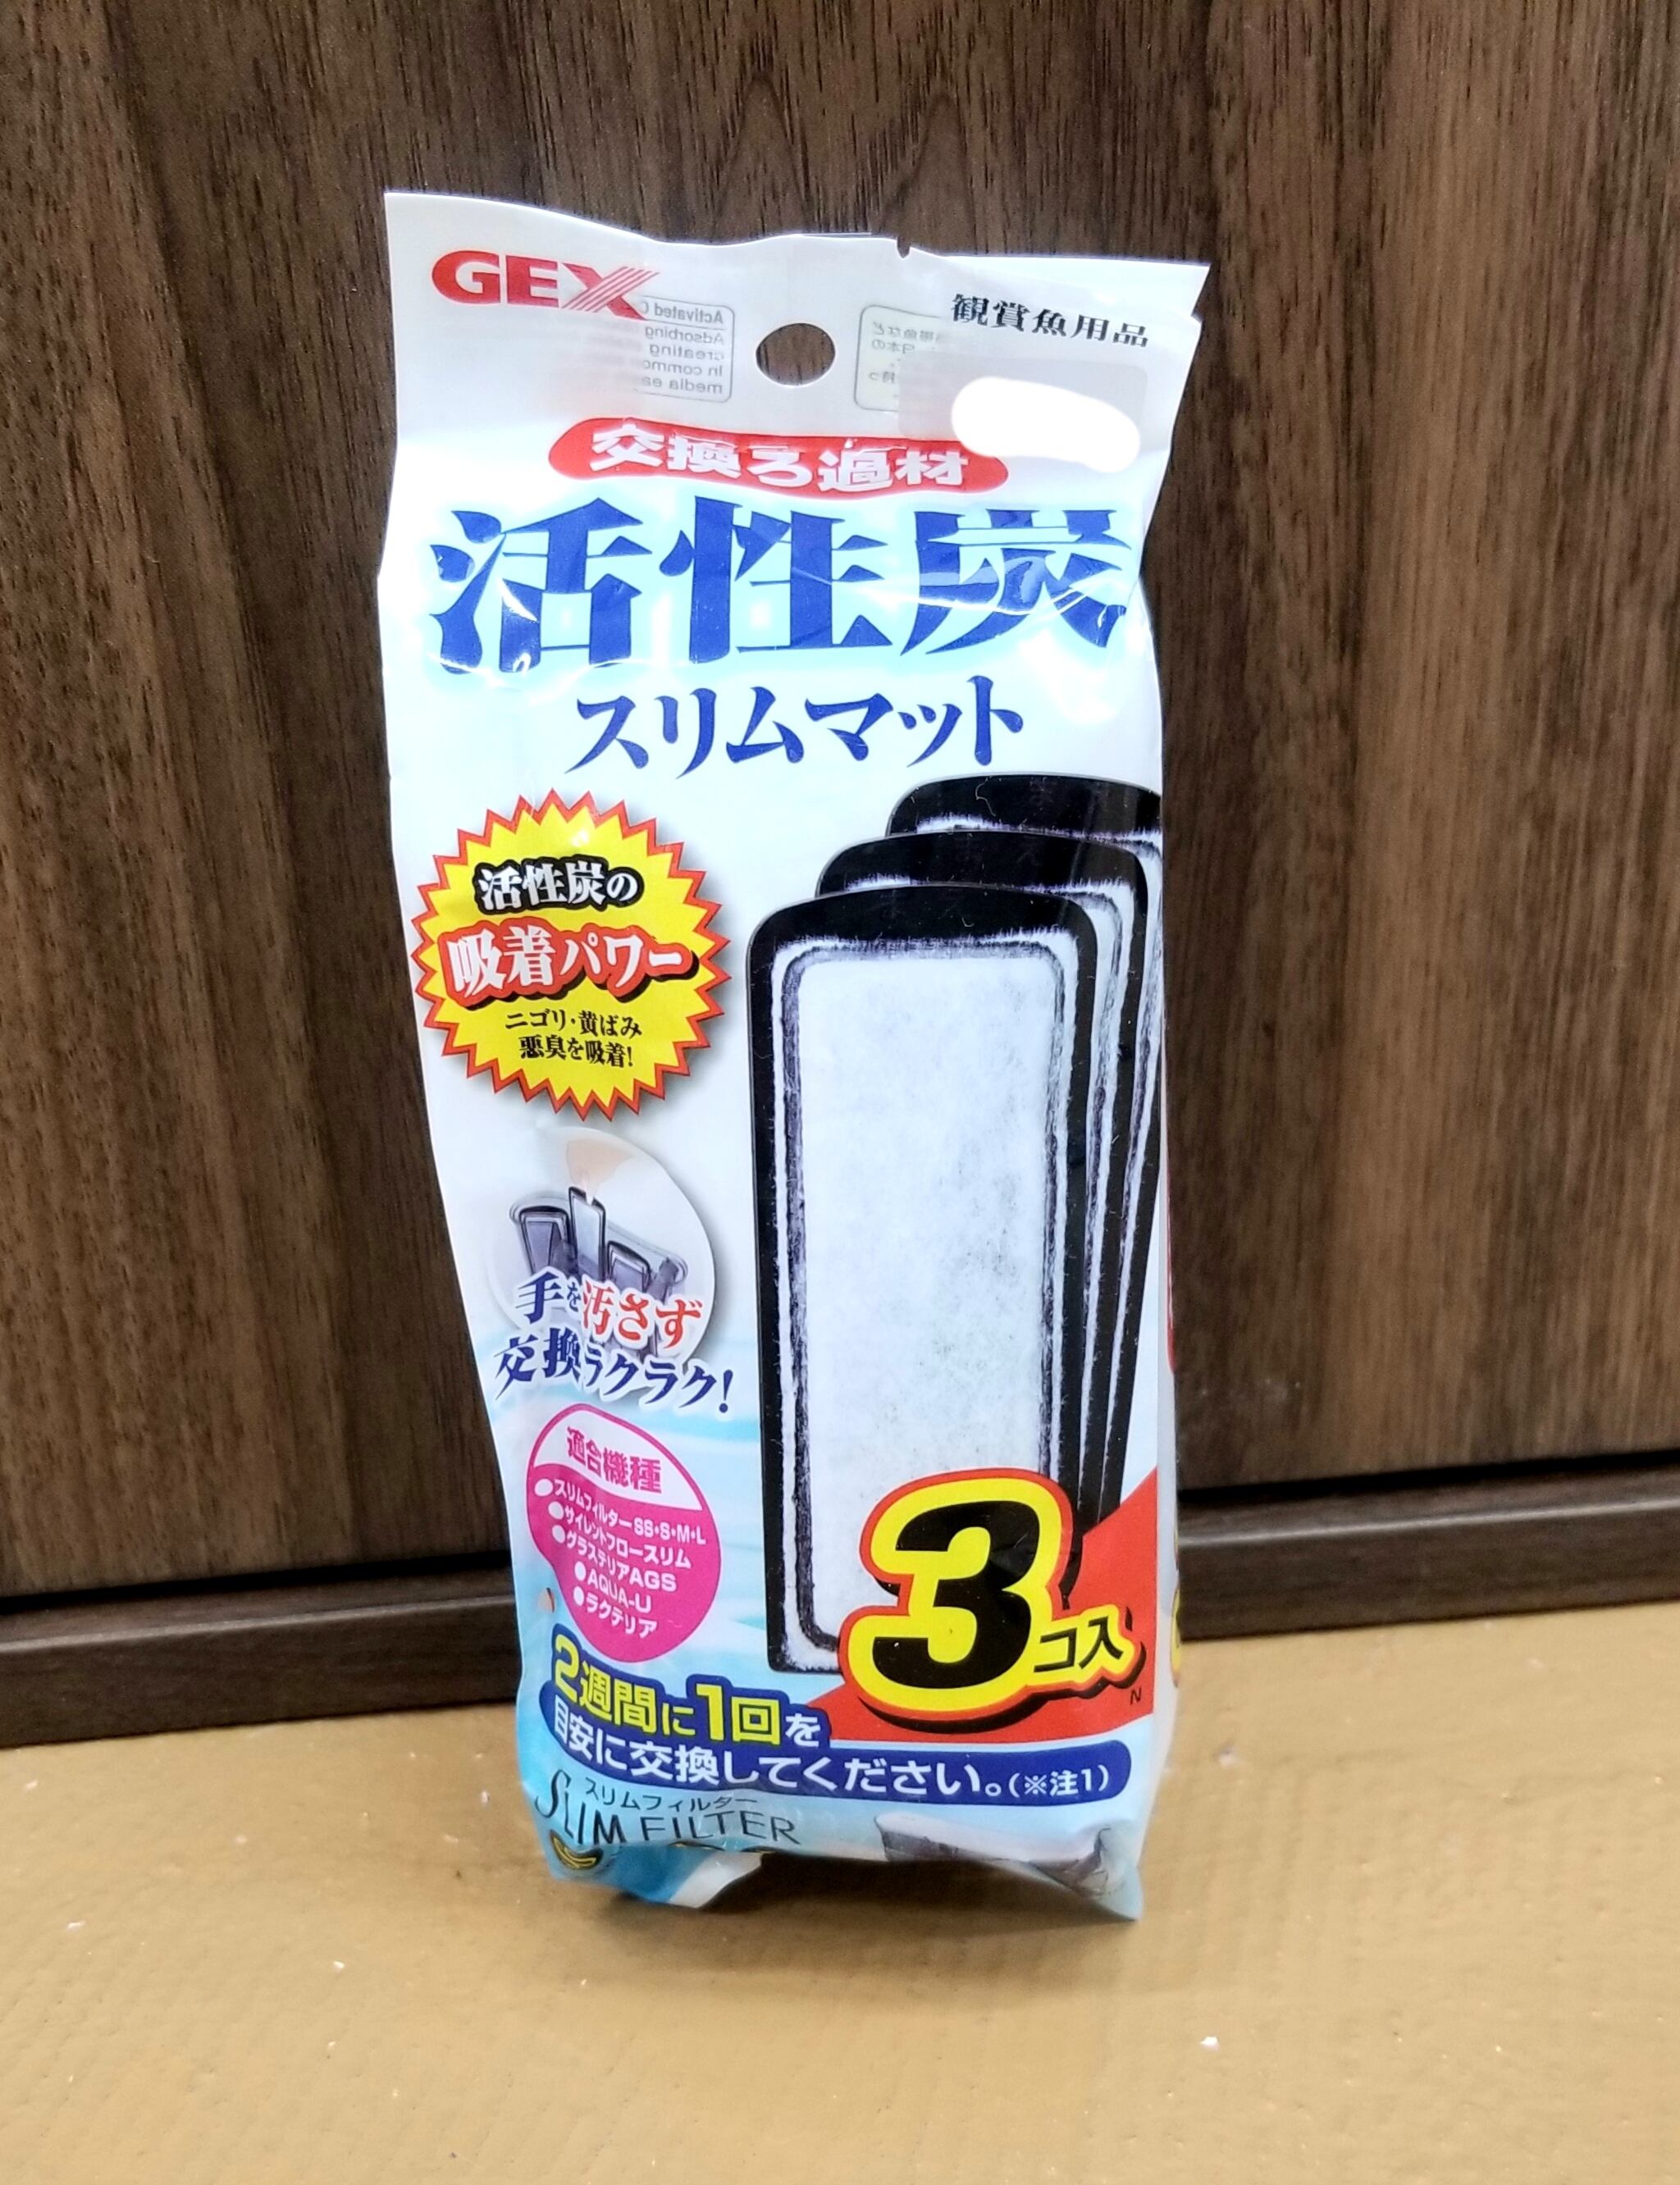 GEX
観賞魚用品
交換ろ過材
活性炭
スリムマット
活性炭の
吸着パワー
ニゴリ・黄ばみ
悪臭を吸着!
手を汚さず
交換ラクラク!
適合機種
●スリムフィルターSS・S・M・L
●サイレントフロースリム
●グラステリアAGS
●AQUA-U
●ラクテリア
3コ入
N
2週間に1回を
目安に交換してください。(※注1)
スリムフィルター
SLIM FILTER